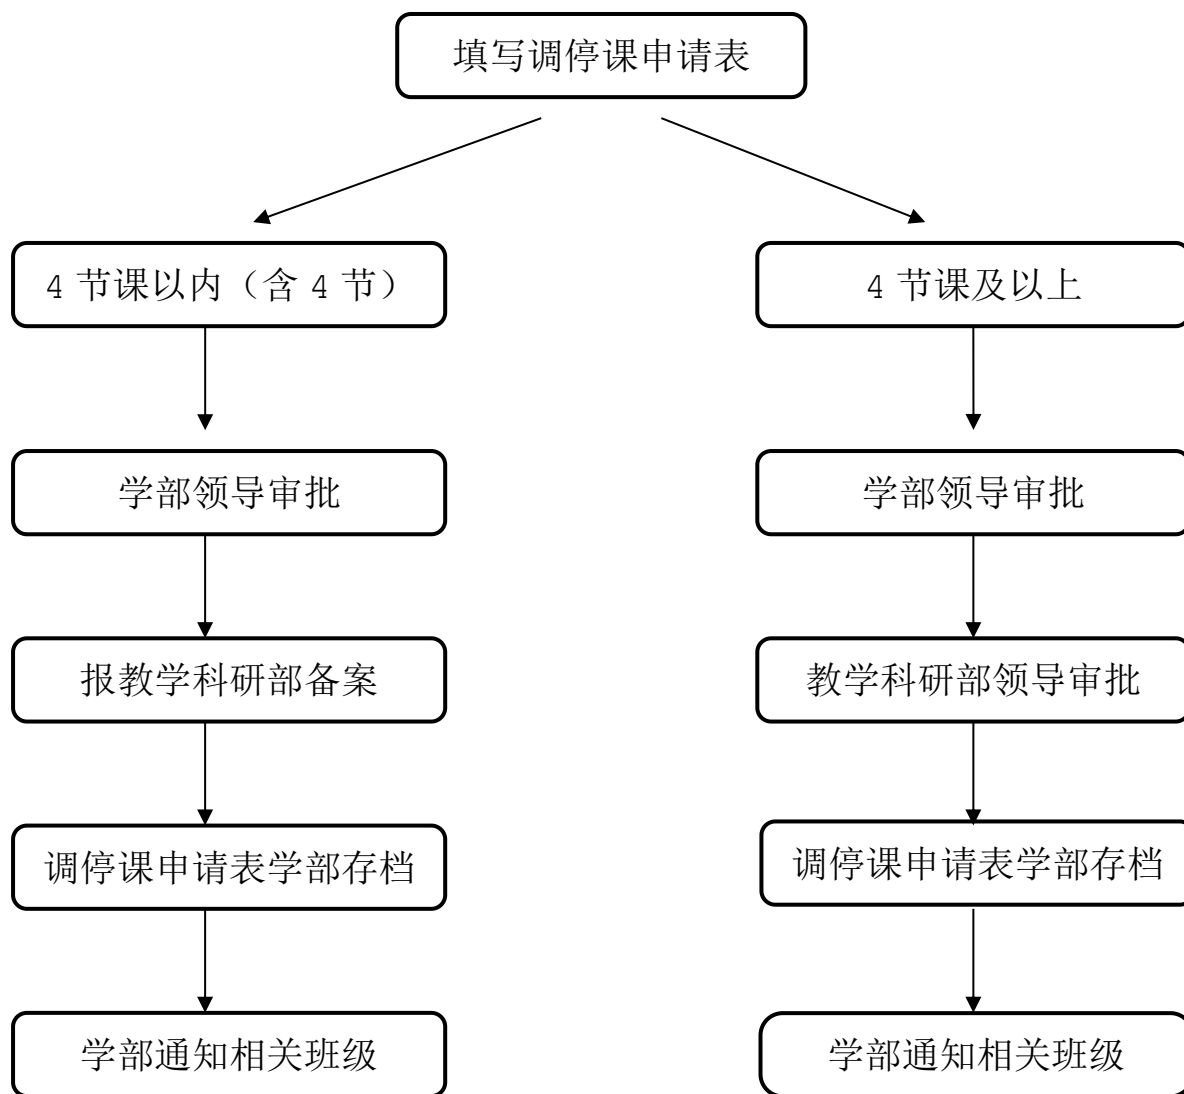 填写调停课申请表
4 节课以内（含 4 节）
4 节课及以上
学部领导审批
学部领导审批
报教学科研部备案
教学科研部领导审批
调停课申请表学部存档
调停课申请表学部存档
学部通知相关班级
学部通知相关班级